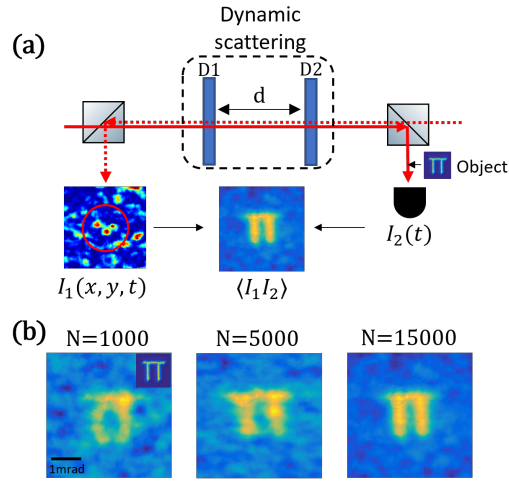 (a)
Dynamic
scattering
D1
D2
d
π
Object
π
I₁(x, y, t)
⟨I₁I₂⟩
I₂(t)
(b)
N=1000
N=5000
N=15000
π
π
π
π
1mrad